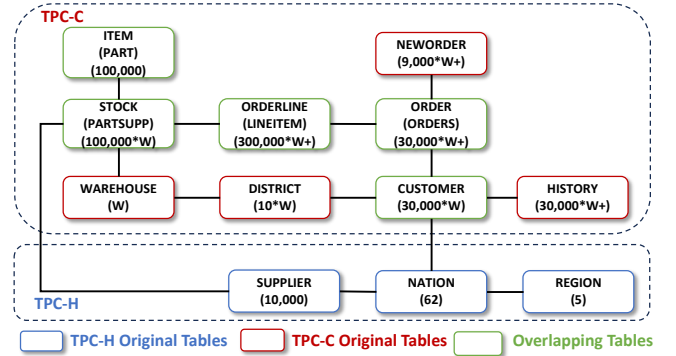 TPC-C
ITEM
(PART)
(100,000)
NEWORDER
(9,000*W+)
STOCK
(PARTSUPP)
(100,000*W)
ORDERLINE
(LINEITEM)
(300,000*W+)
ORDER
(ORDERS)
(30,000*W+)
WAREHOUSE
(W)
DISTRICT
(10*W)
CUSTOMER
(30,000*W)
HISTORY
(30,000*W+)
SUPPLIER
(10,000)
NATION
(62)
REGION
(5)
TPC-H
TPC-H Original Tables
TPC-C Original Tables
Overlapping Tables